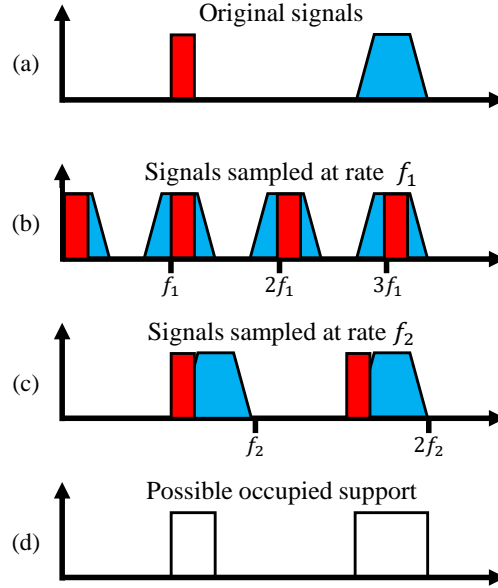 Original signals
(a)
Signals sampled at rate f₁
(b)
f₁ 2f₁ 3f₁
Signals sampled at rate f₂
(c)
f₂ 2f₂
Possible occupied support
(d)